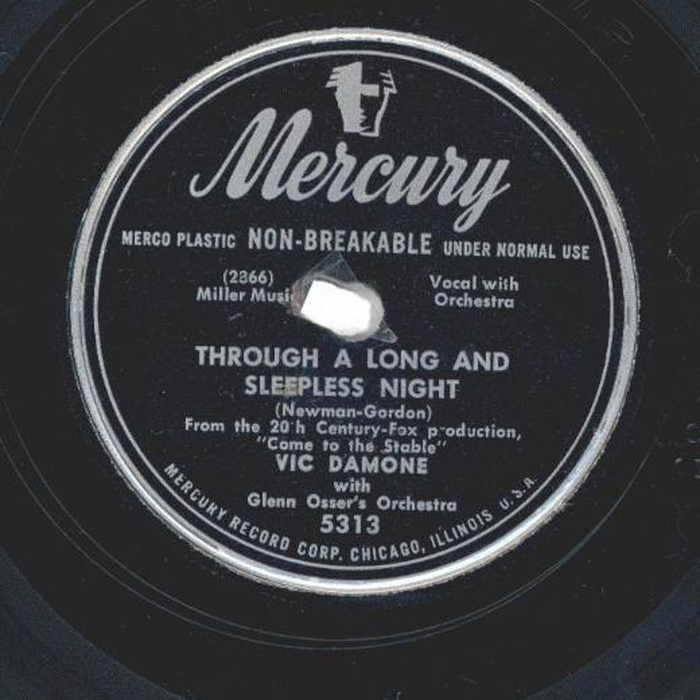 Mercury
MERCO PLASTIC NON-BREAKABLE UNDER NORMAL USE
(2866) Vocal with
Miller Musi Orchestra
THROUGH A LONG AND
SLEEPLESS NIGHT
(Newman-Gordon)
From the 20th Century-Fox production,
"Come to the Stable"
VIC DAMONE
with
Glenn Osser's Orchestra
5313
MERCURY RECORD CORP. CHICAGO, ILLINOIS U.S.A.